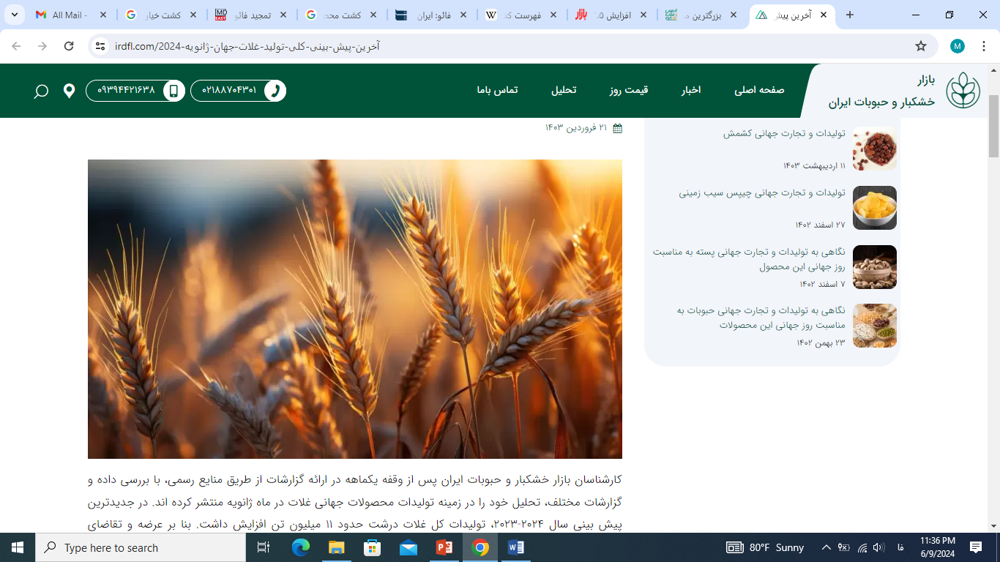 All Mail -
کشت خیار
تمجید فائو
کشت محص
فائو: ایران
فهرست کش
افزایش ۲.۵
بزرگترین م
آخرین پیش
irdfl.com/2024-آخرین-پیش-بینی-کلی-تولید-غلات-جهان-ژانویه
M
بازار
خشکبار و حبوبات ایران
صفحه اصلی
اخبار
قیمت روز
تحلیل
تماس باما
۰۲۱۸۸۷۰۴۳۰۱
۰۹۳۹۴۴۲۱۶۳۸
۲۱ فروردین ۱۴۰۳
تولیدات و تجارت جهانی کشمش
۱۱ اردیبهشت ۱۴۰۳
تولیدات و تجارت جهانی چیپس سیب زمینی
۲۷ اسفند ۱۴۰۲
نگاهی به تولیدات و تجارت جهانی پسته به مناسبت
روز جهانی این محصول
۷ اسفند ۱۴۰۲
نگاهی به تولیدات و تجارت جهانی حبوبات به
مناسبت روز جهانی این محصولات
۲۳ بهمن ۱۴۰۲
کارشناسان بازار خشکبار و حبوبات ایران پس از وقفه یکماهه در ارائه گزارشات از طریق منابع رسمی، با بررسی داده و
گزارشات مختلف، تحلیل خود را در زمینه تولیدات محصولات جهانی غلات در ماه ژانویه منتشر کرده اند. در جدیدترین
پیش بینی سال ۲۰۲۴-۲۰۲۳، تولیدات کل غلات درشت حدود ۱۱ میلیون تن افزایش داشت. بنا بر عرضه و تقاضای
Type here to search
80°F Sunny
فا
11:36 PM
6/9/2024